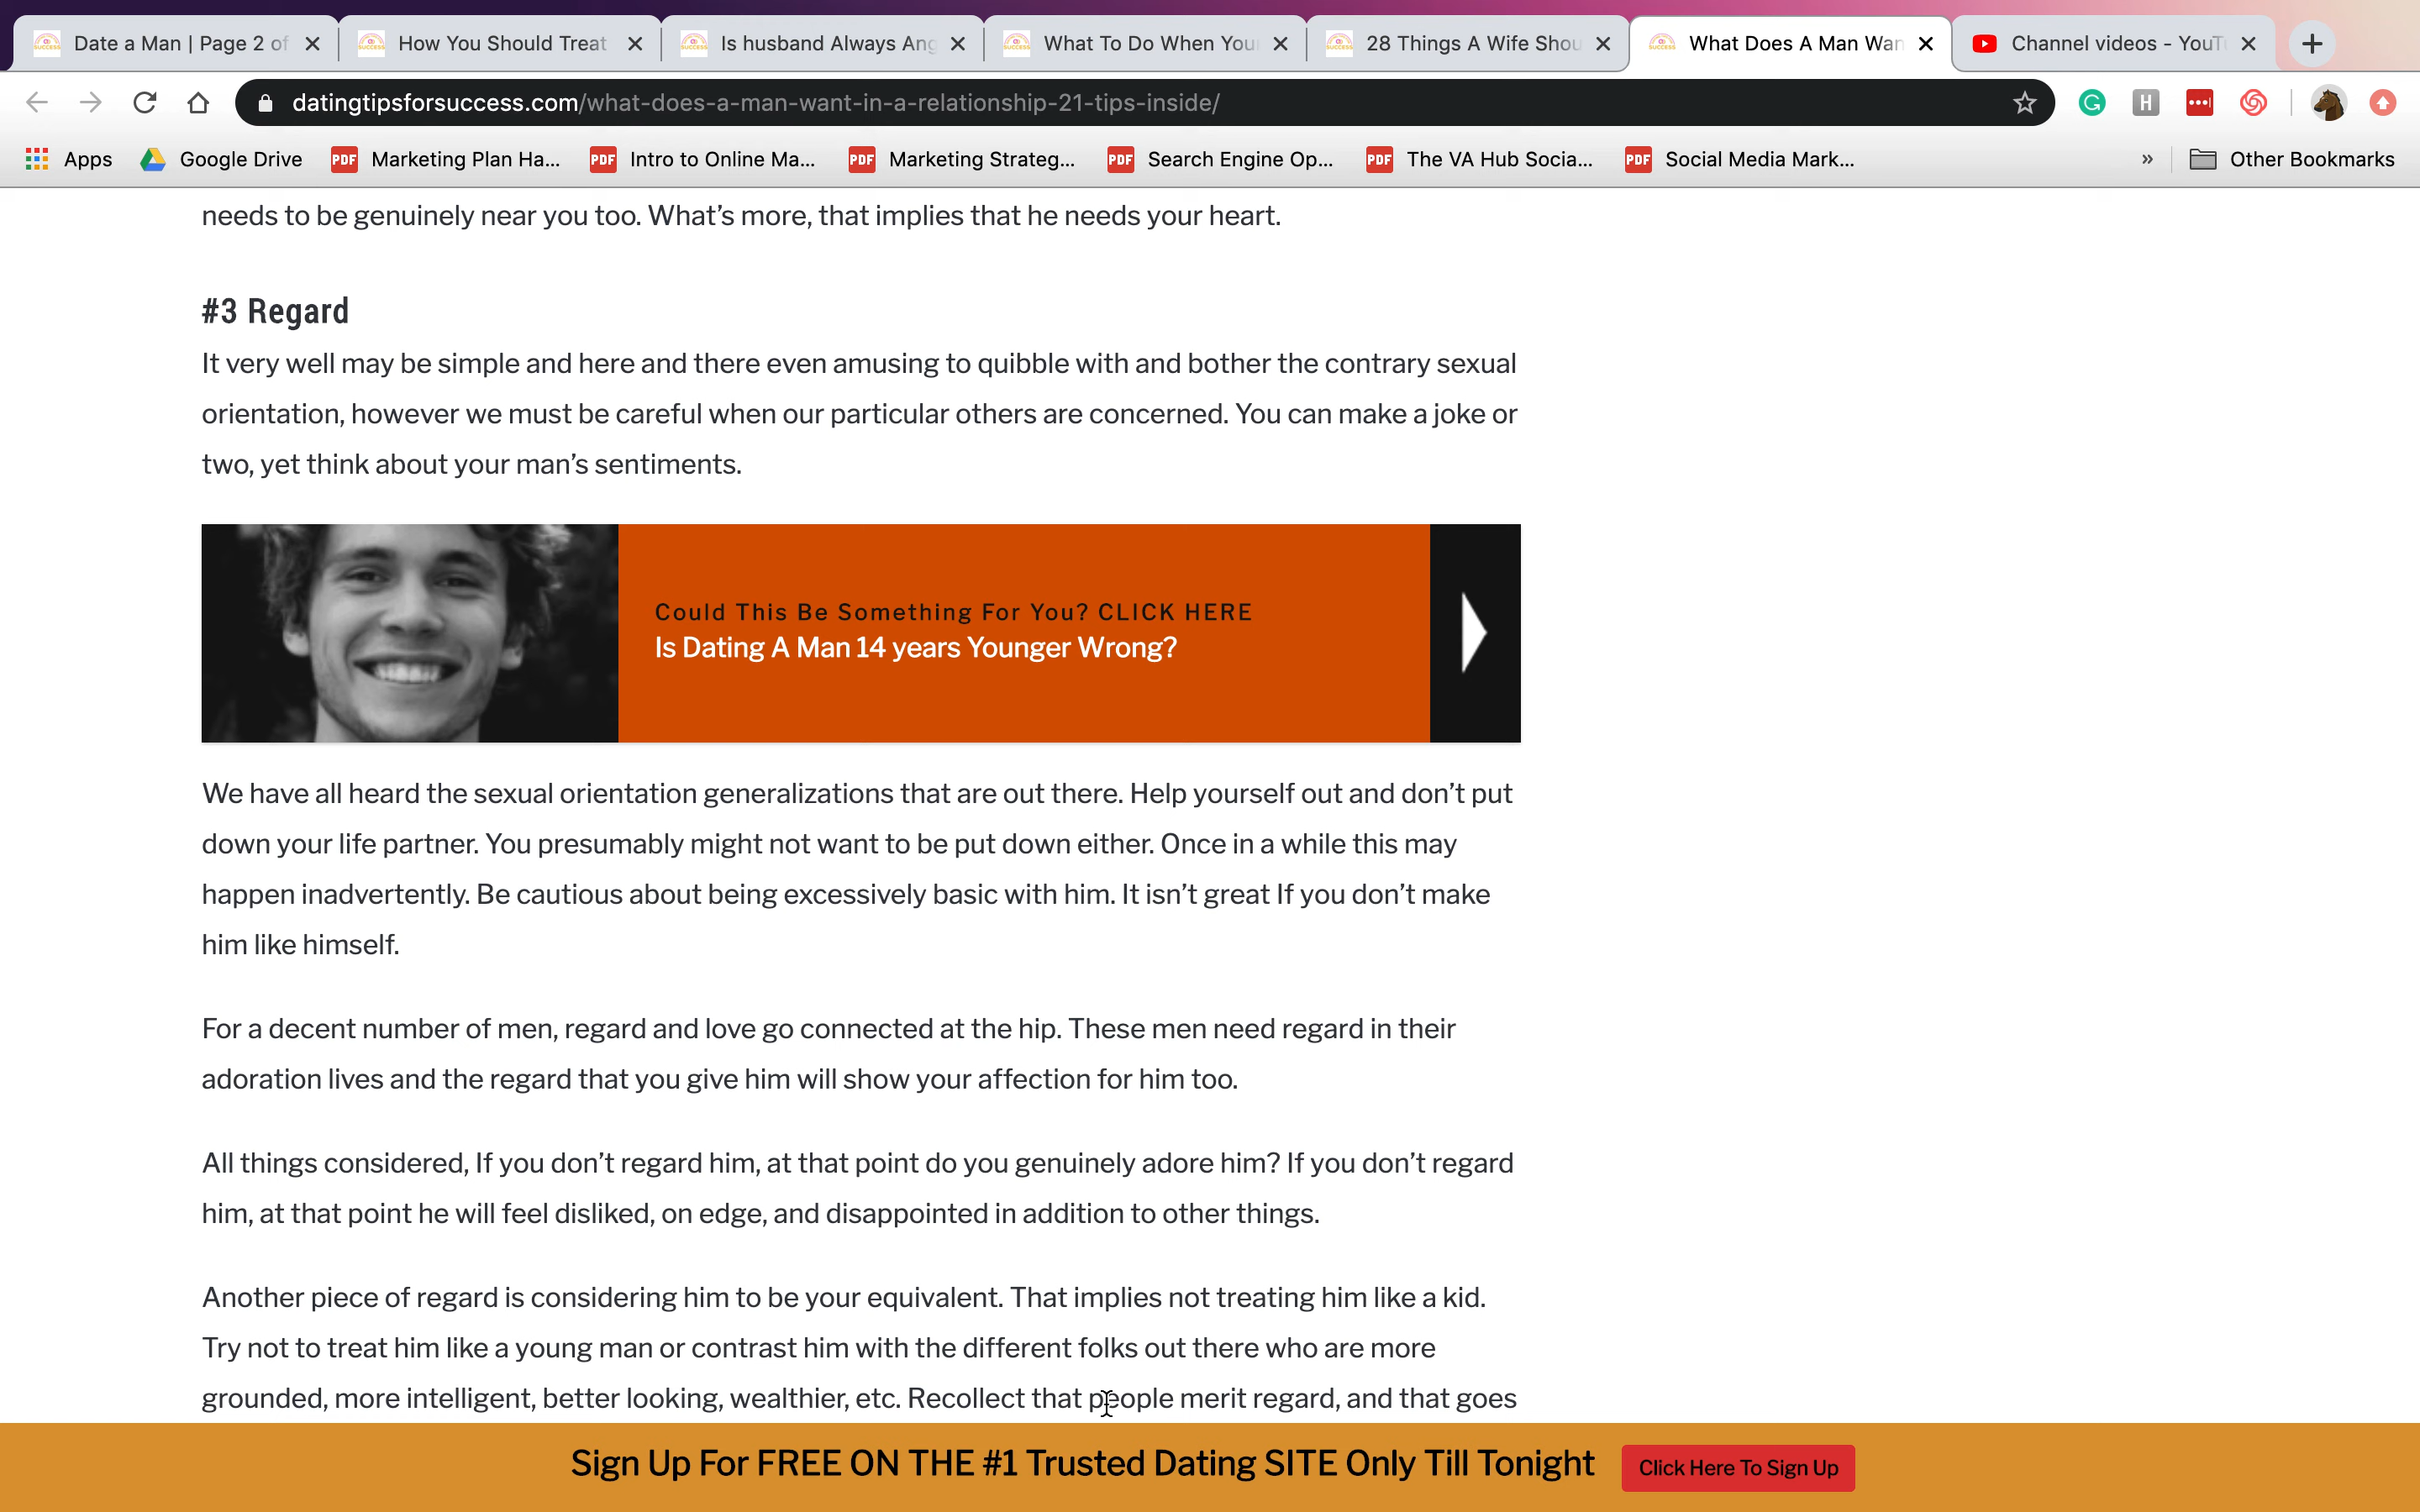 Date a Man | Page 2 of
How You Should Treat
Is husband Always Ang
What To Do When You
28 Things A Wife Shou
What Does A Man Wan
Channel videos - YouTu
datingtipsforsuccess.com/what-does-a-man-want-in-a-relationship-21-tips-inside/
Apps
Google Drive
PDF Marketing Plan Ha...
PDF Intro to Online Ma...
PDF Marketing Strateg...
PDF Search Engine Op...
PDF The VA Hub Socia...
PDF Social Media Mark...
» Other Bookmarks
needs to be genuinely near you too. What’s more, that implies that he needs your heart.
#3 Regard
It very well may be simple and here and there even amusing to quibble with and bother the contrary sexual
orientation, however we must be careful when our particular others are concerned. You can make a joke or
two, yet think about your man’s sentiments.
Could This Be Something For You? CLICK HERE
Is Dating A Man 14 years Younger Wrong?
We have all heard the sexual orientation generalizations that are out there. Help yourself out and don’t put
down your life partner. You presumably might not want to be put down either. Once in a while this may
happen inadvertently. Be cautious about being excessively basic with him. It isn’t great If you don’t make
him like himself.
For a decent number of men, regard and love go connected at the hip. These men need regard in their
adoration lives and the regard that you give him will show your affection for him too.
All things considered, If you don’t regard him, at that point do you genuinely adore him? If you don’t regard
him, at that point he will feel disliked, on edge, and disappointed in addition to other things.
Another piece of regard is considering him to be your equivalent. That implies not treating him like a kid.
Try not to treat him like a young man or contrast him with the different folks out there who are more
grounded, more intelligent, better looking, wealthier, etc. Recollect that people merit regard, and that goes
Sign Up For FREE ON THE #1 Trusted Dating SITE Only Till Tonight
Click Here To Sign Up